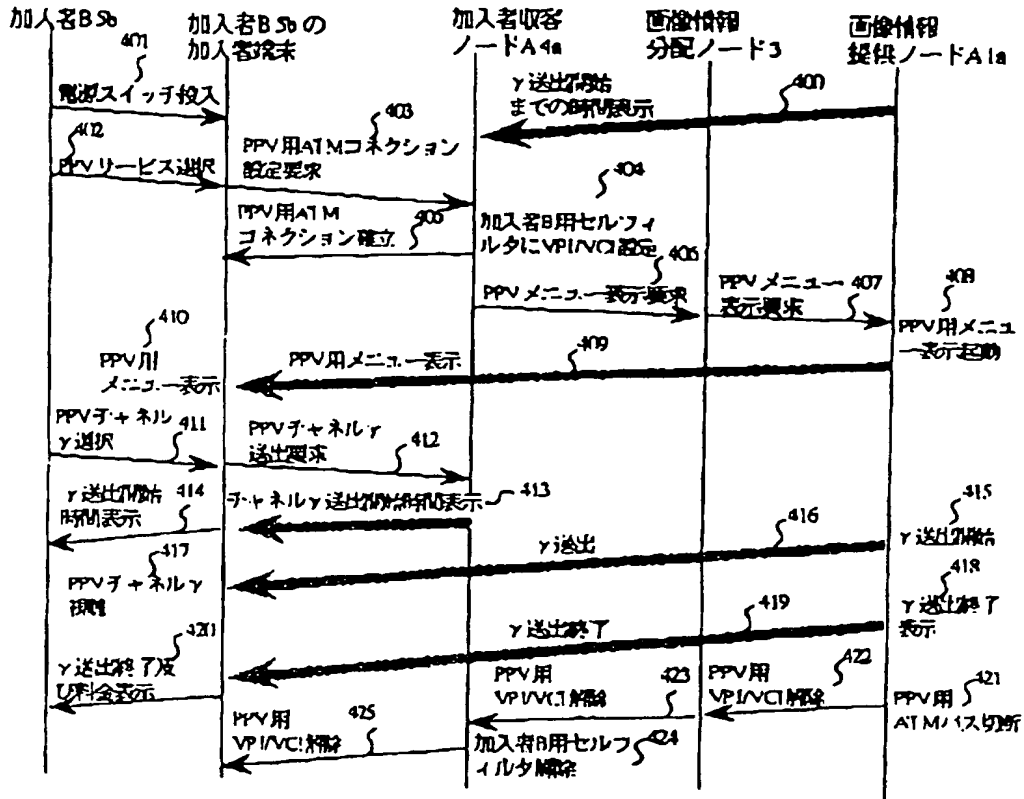 加入者B5b
加入者B5bの
加入者端末
加入者収容
ノードA4a
画像情報
分配ノード3
画像情報
提供ノードA1a
401
電源スイッチ投入
γ送出開始
までの時間表示
400
402
PPVサービス選択
403
PPV用ATMコネクション
設定要求
404
加入者B用セルフィ
ルタにVPI/VCI設定
PPV用ATM
コネクション確立
405
406
PPVメニュー表示要求
PPVメニュー
表示要求
407
408
PPV用メニュ
ー表示起動
409
PPV用メニュー表示
410
PPV用
メニュー表示
PPVチャネル
γ選択
411
PPVチャネルγ
送出要求
412
チャネルγ送出開始時間表示
413
γ送出開始
時間表示
414
415
γ送出開始
416
γ送出
417
PPVチャネルγ
視聴
418
γ送出終了
表示
419
γ送出終了
420
γ送出終了及
び料金表示
421
PPV用
ATMパス切断
PPV用
VPI/VCI解除
422
PPV用
VPI/VCI解除
423
加入者B用セルフ
ィルタ解除
424
PPV用
VPI/VCI解除
425